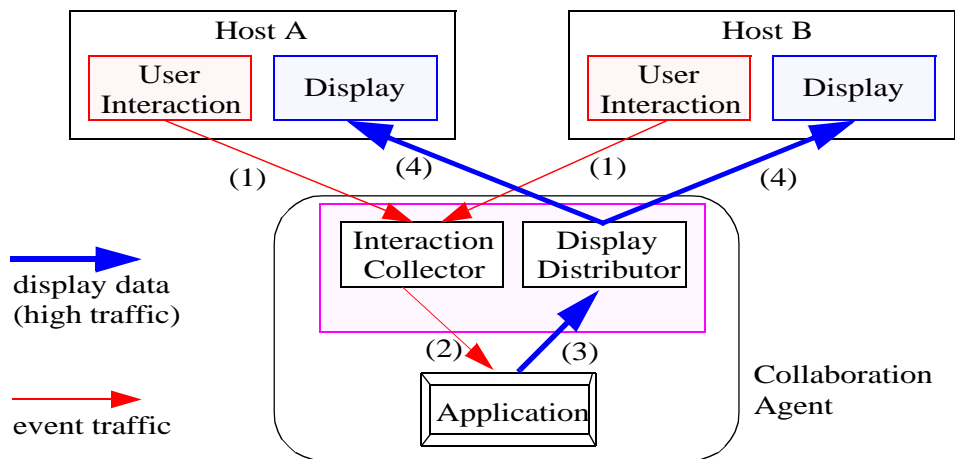 Host A
User
Interaction
Display
Host B
User
Interaction
Display
(1)
(4)
(1)
(4)
Interaction
Collector
Display
Distributor
display data
(high traffic)
(2)
(3)
Application
Collaboration
Agent
event traffic